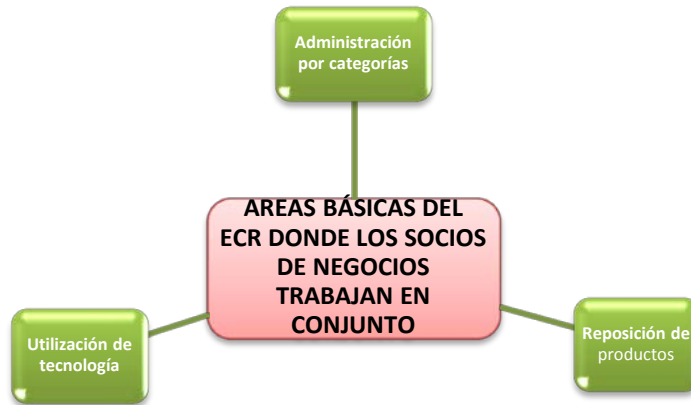 Administración
por categorías
AREAS BÁSICAS DEL
ECR DONDE LOS SOCIOS
DE NEGOCIOS
TRABAJAN EN
CONJUNTO
Utilización de
tecnología
Reposición de
productos